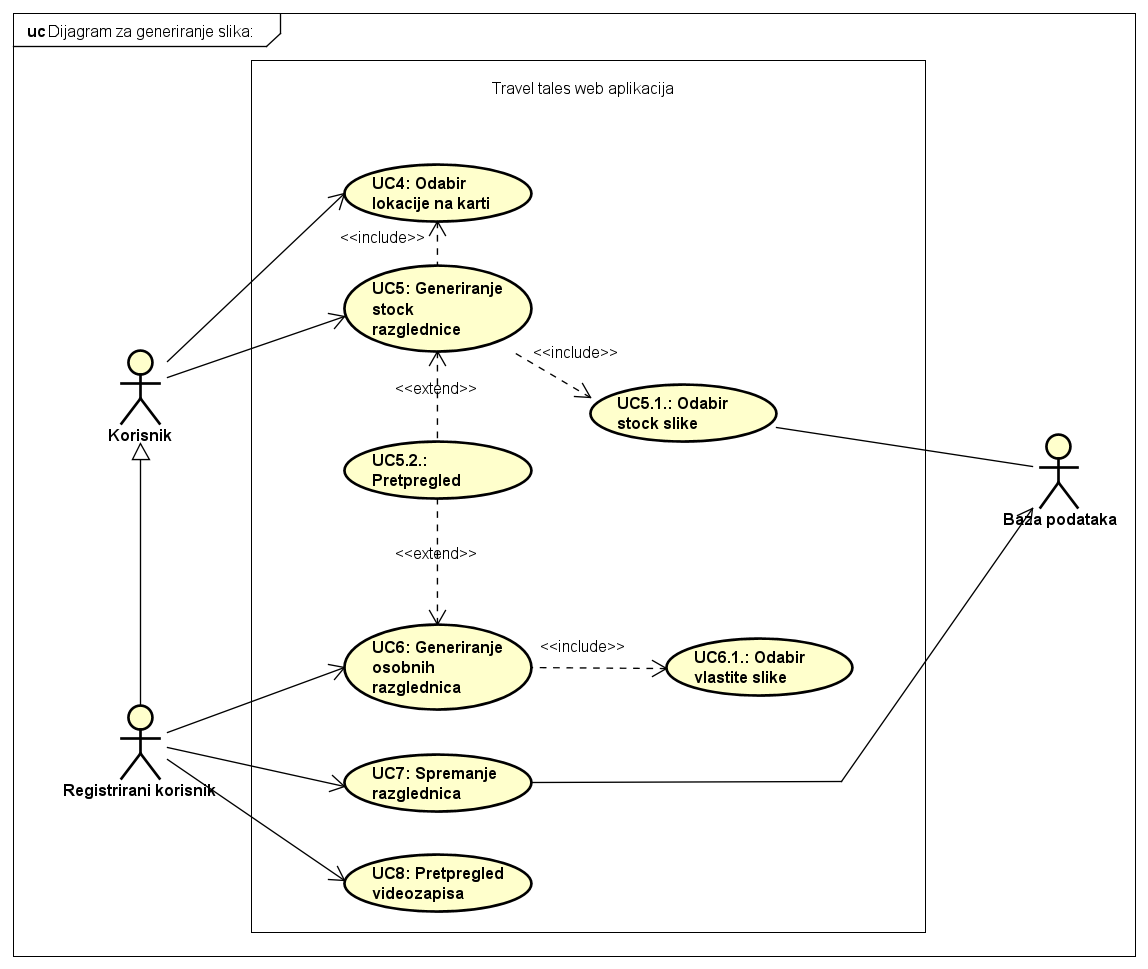 uc Dijagram za generiranje slika:
Travel tales web aplikacija
UC4: Odabir
lokacije na karti
<<include>>
UC5: Generiranje
stock
razglednice
<<include>>
<<extend>>
UC5.1.: Odabir
stock slike
Korisnik
UC5.2.:
Pretpregled
Baza podataka
<<extend>>
UC6: Generiranje
osobnih
razglednica
<<include>>
UC6.1.: Odabir
vlastite slike
UC7: Spremanje
razglednica
Registrirani korisnik
UC8: Pretpregled
videozapisa